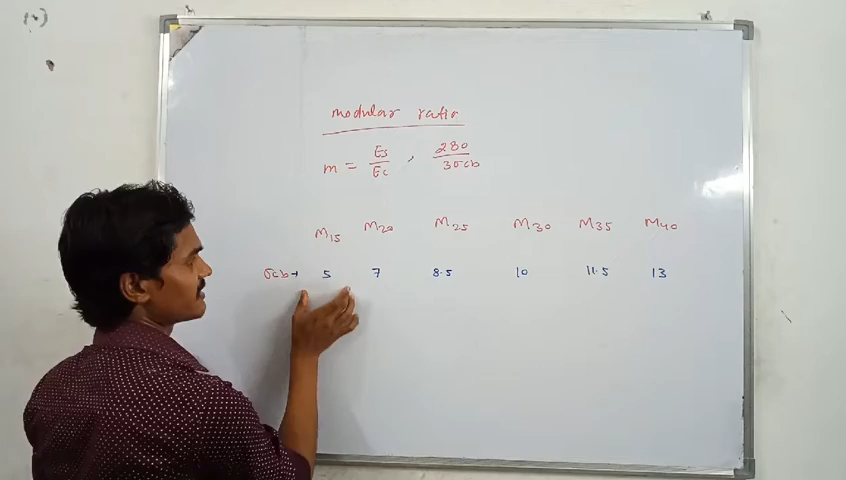 modular ratio
m = Es/Ec , 280/3σcb
M15 M20 M25 M30 M35 M40
σcb → 5 7 8.5 10 11.5 13